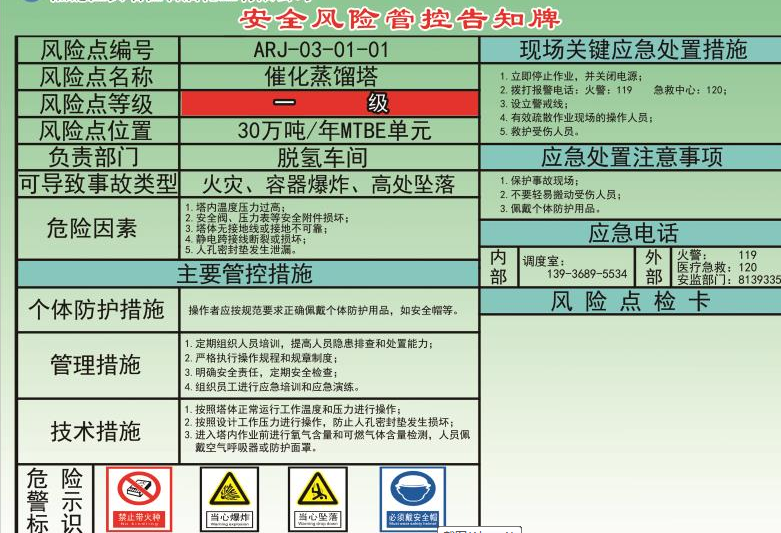 安全风险管控告知牌
风险点编号 ARJ-03-01-01
风险点名称 催化蒸馏塔
风险点等级 一 级
风险点位置 30万吨/年MTBE单元
负责部门 脱氢车间
可导致事故类型 火灾、容器爆炸、高处坠落
危险因素
1. 塔内温度压力过高;
2. 安全阀、压力表等安全附件损坏;
3. 塔体无接地线或接地不可靠;
4. 静电跨接线断裂或损坏;
5. 人孔密封垫发生泄漏。
主要管控措施
个体防护措施 操作者应按规范要求正确佩戴个体防护用品,如安全帽等。
管理措施
1. 定期组织人员培训,提高人员隐患排查和处置能力;
2. 严格执行操作规程和规章制度;
3. 明确安全责任,定期安全检查;
4. 组织员工进行应急培训和应急演练。
技术措施
1. 按照塔体正常运行工作温度和压力进行操作;
2. 按照设计工作压力进行操作,防止人孔密封垫发生损坏;
3. 进入塔内作业前进行氧气含量和可燃气体含量检测,人员佩
戴空气呼吸器或防护面罩。
危 险
警 示
标 识
禁止带火种
当心爆炸
Warning explosion
当心坠落
Warning drop down
必须戴安全帽
Must wear safety helmet
现场关键应急处置措施
1. 立即停止作业,并关闭电源;
2. 拨打报警电话:火警:119 急救中心:120;
3. 设立警戒线;
4. 有效疏散作业现场的操作人员;
5. 救护受伤人员。
应急处置注意事项
1. 保护事故现场;
2. 不要轻易搬动受伤人员;
3. 佩戴个体防护用品。
应急电话
内部
调度室:
139-3689-5534
外部
火警: 119
医疗急救: 120
安监部门: 8139335
风 险 点 检 卡